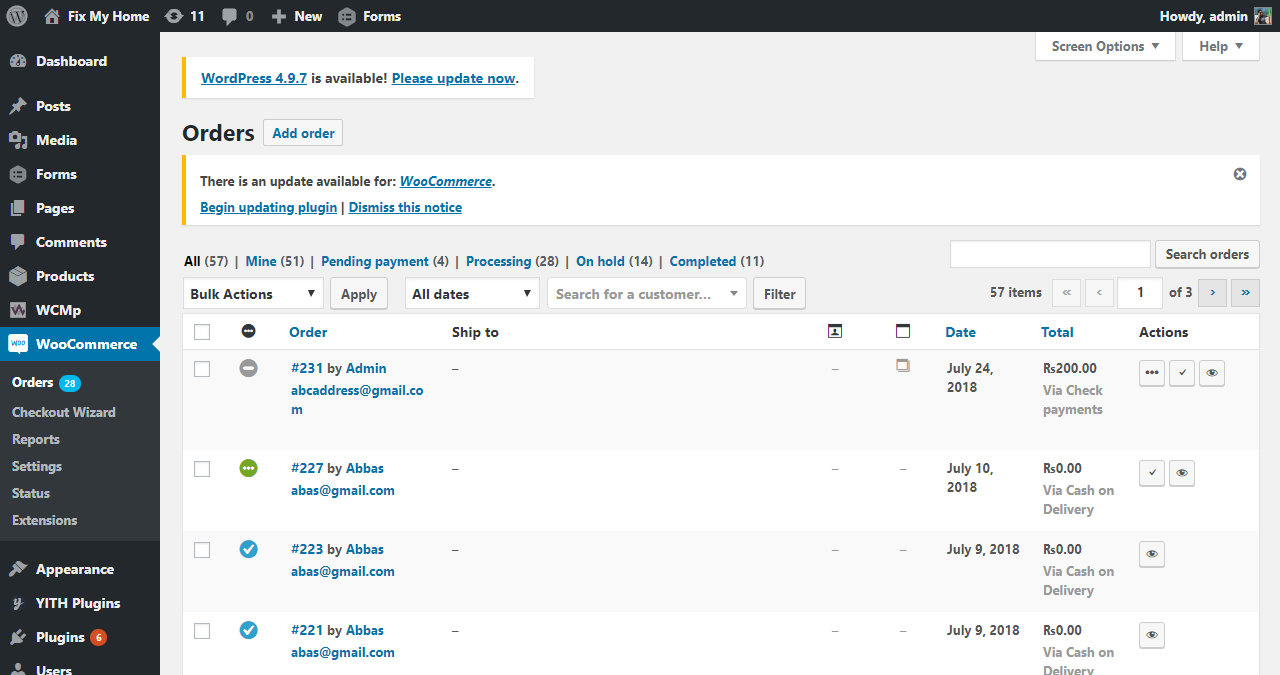 Fix My Home 11 0 New Forms Howdy, admin
Screen Options ▼ Help ▼
Dashboard
Posts
Media
Forms
Pages
Comments
Products
WCMp
WooCommerce
Orders 28
Checkout Wizard
Reports
Settings
Status
Extensions
Appearance
YITH Plugins
Plugins 6
Users
WordPress 4.9.7 is available! Please update now.
Orders Add order
There is an update available for: WooCommerce.
Begin updating plugin | Dismiss this notice
All (57) | Mine (51) | Pending payment (4) | Processing (28) | On hold (14) | Completed (11)
Search orders
Bulk Actions ▼ Apply All dates ▼ Search for a customer... Filter 57 items « ‹ 1 of 3 › »
Order Ship to Date Total Actions
#231 by Admin – – July 24, Rs200.00
abcaddress@gmail.co 2018 Via Check
m payments
#227 by Abbas – – – July 10, Rs0.00
abas@gmail.com 2018 Via Cash on
Delivery
#223 by Abbas – – – July 9, 2018 Rs0.00
abas@gmail.com Via Cash on
Delivery
#221 by Abbas – – – July 9, 2018 Rs0.00
abas@gmail.com Via Cash on
Delivery